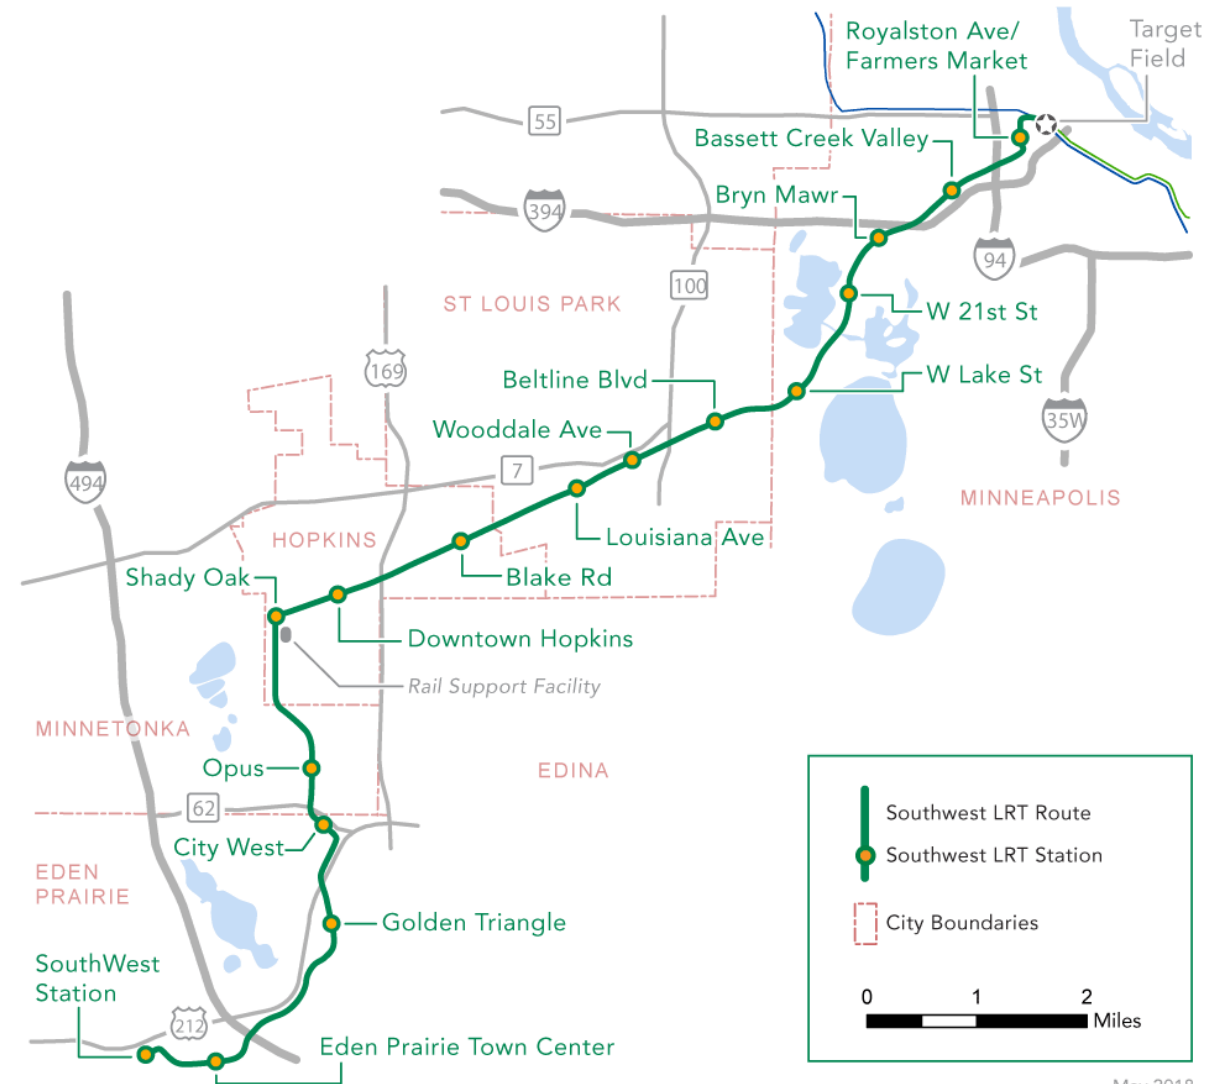 Royalston Ave/
Farmers Market
Target
Field
55
Bassett Creek Valley
Bryn Mawr
394
94
100
ST LOUIS PARK
W 21st St
169
Beltline Blvd
W Lake St
35W
Wooddale Ave
7
494
MINNEAPOLIS
HOPKINS
Louisiana Ave
Shady Oak
Blake Rd
Downtown Hopkins
Rail Support Facility
MINNETONKA
Opus
EDINA
62
City West
EDEN
PRAIRIE
Golden Triangle
SouthWest
Station
212
Eden Prairie Town Center
Southwest LRT Route
Southwest LRT Station
City Boundaries
0 1 2
Miles
May 2018